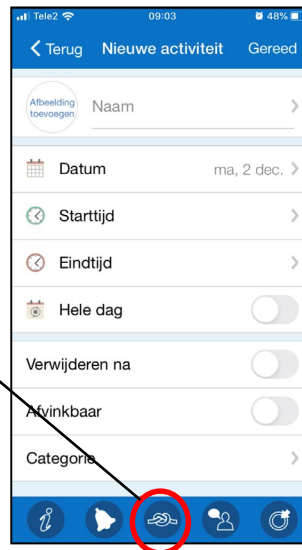 Tele2 09:03 48%
Terug Nieuwe activiteit Gereed
Afbeelding
toevoegen
Naam
Datum ma, 2 dec.
Starttijd
Eindtijd
Hele dag
Verwijderen na
Afvinkbaar
Categorie